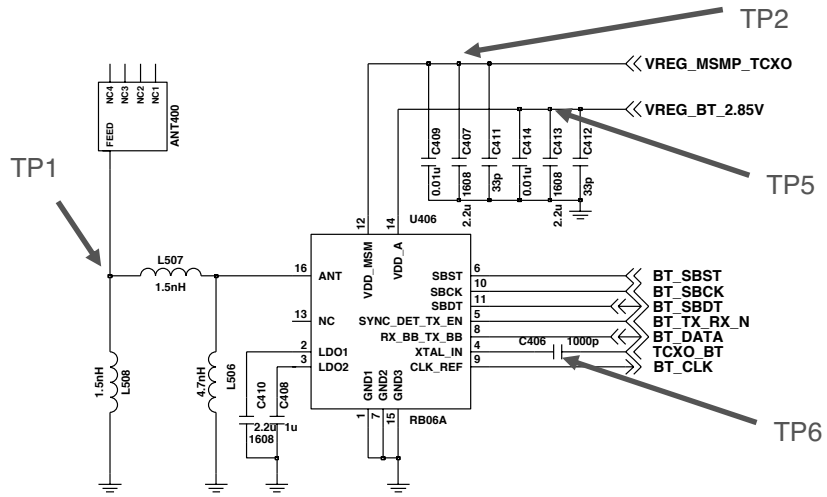 TP2
VREG_MSMP_TCXO
NC4
NC3
NC2
NC1
ANT400
FEED
VREG_BT_2.85V
TP1
C409
C407
C411
C414
C413
C412
0.01u
1608
33p
0.01u
1608
33p
2.2u
2.2u
TP5
12
14
U406
VDD_MSM
VDD_A
L507
1.5nH
16
ANT
SBST
6
BT_SBST
SBCK
10
BT_SBCK
SBDT
11
BT_SBDT
13
NC
SYNC_DET_TX_EN
5
BT_TX_RX_N
RX_BB_TX_BB
8
BT_DATA
C406
1000p
2
LDO1
XTAL_IN
4
TCXO_BT
3
LDO2
CLK_REF
9
BT_CLK
1.5nH
L508
4.7nH
L506
C410
C408
2.2u
1u
1608
GND1
GND2
GND3
1
7
15
RB06A
TP6